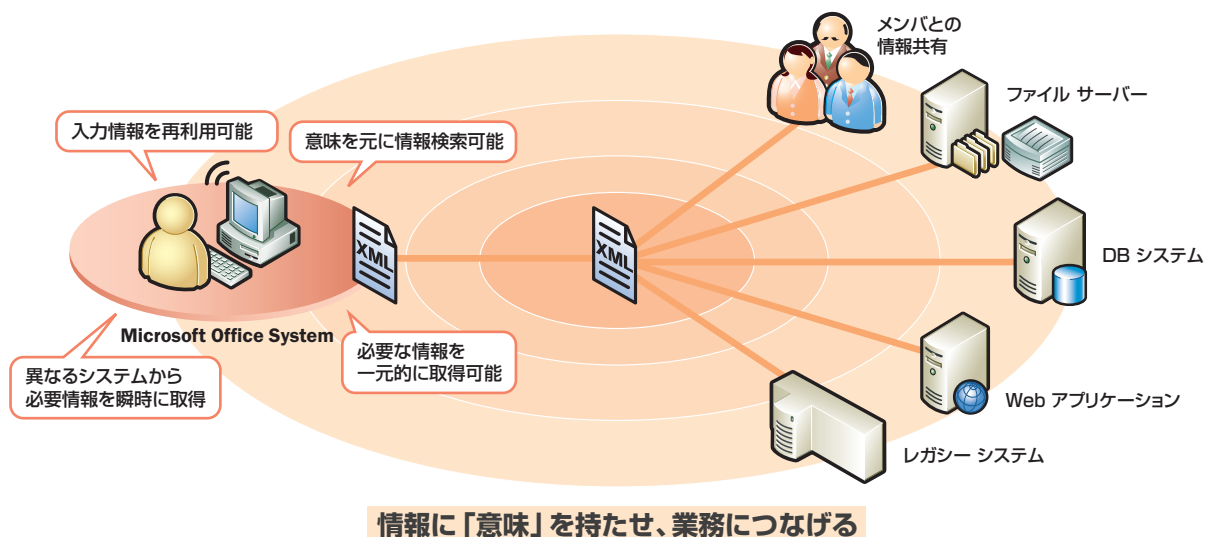 メンバとの
情報共有
ファイル サーバー
入力情報を再利用可能
意味を元に情報検索可能
XML
XML
DB システム
Microsoft Office System
必要な情報を
一元的に取得可能
異なるシステムから
必要情報を瞬時に取得
Web アプリケーション
レガシー システム
情報に「意味」を持たせ、業務につなげる